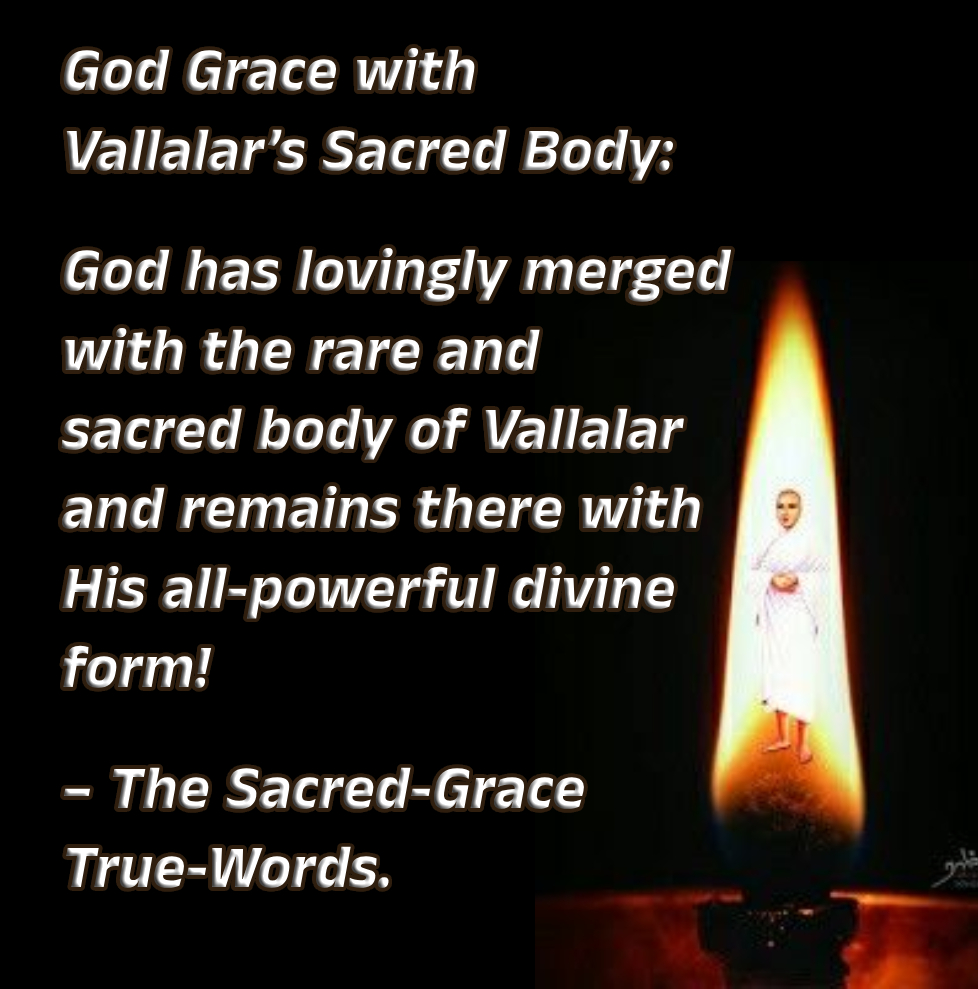 God Grace with
Vallalar’s Sacred Body:
God has lovingly merged
with the rare and
sacred body of Vallalar
and remains there with
His all-powerful divine
form!
– The Sacred-Grace
True-Words.